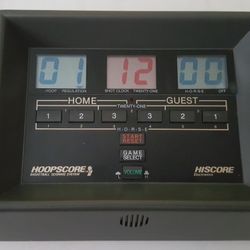 01 12 00
HOOT REGULATION SHOT CLOCK TWENTY-ONE H-O-R-S-E OFF
HOME GUEST
TWENTY-ONE
1 2 3 3 2 1
H-O-R-S-E
START
RESET
GAME
SELECT
VOLUME
HOOPSCORE
BASKETBALL SCORING SYSTEM
HISCORE
Electronics